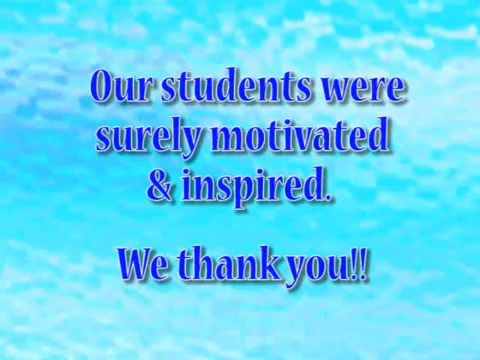 Our students were
surely motivated
& inspired.
We thank you!!